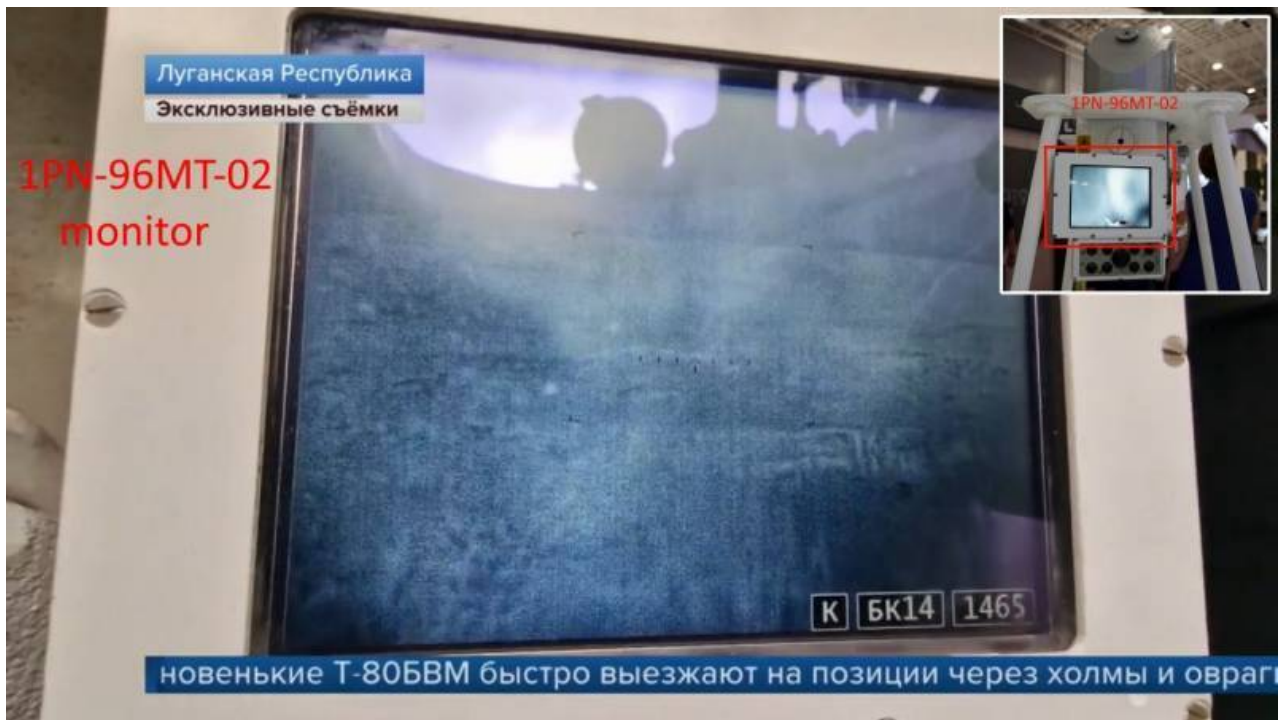 Луганская Республика
Эксклюзивные съёмки
1PN-96MT-02
monitor
1PN-96MT-02
К БК14 1465
новенькие Т-80БВМ быстро выезжают на позиции через холмы и овраги